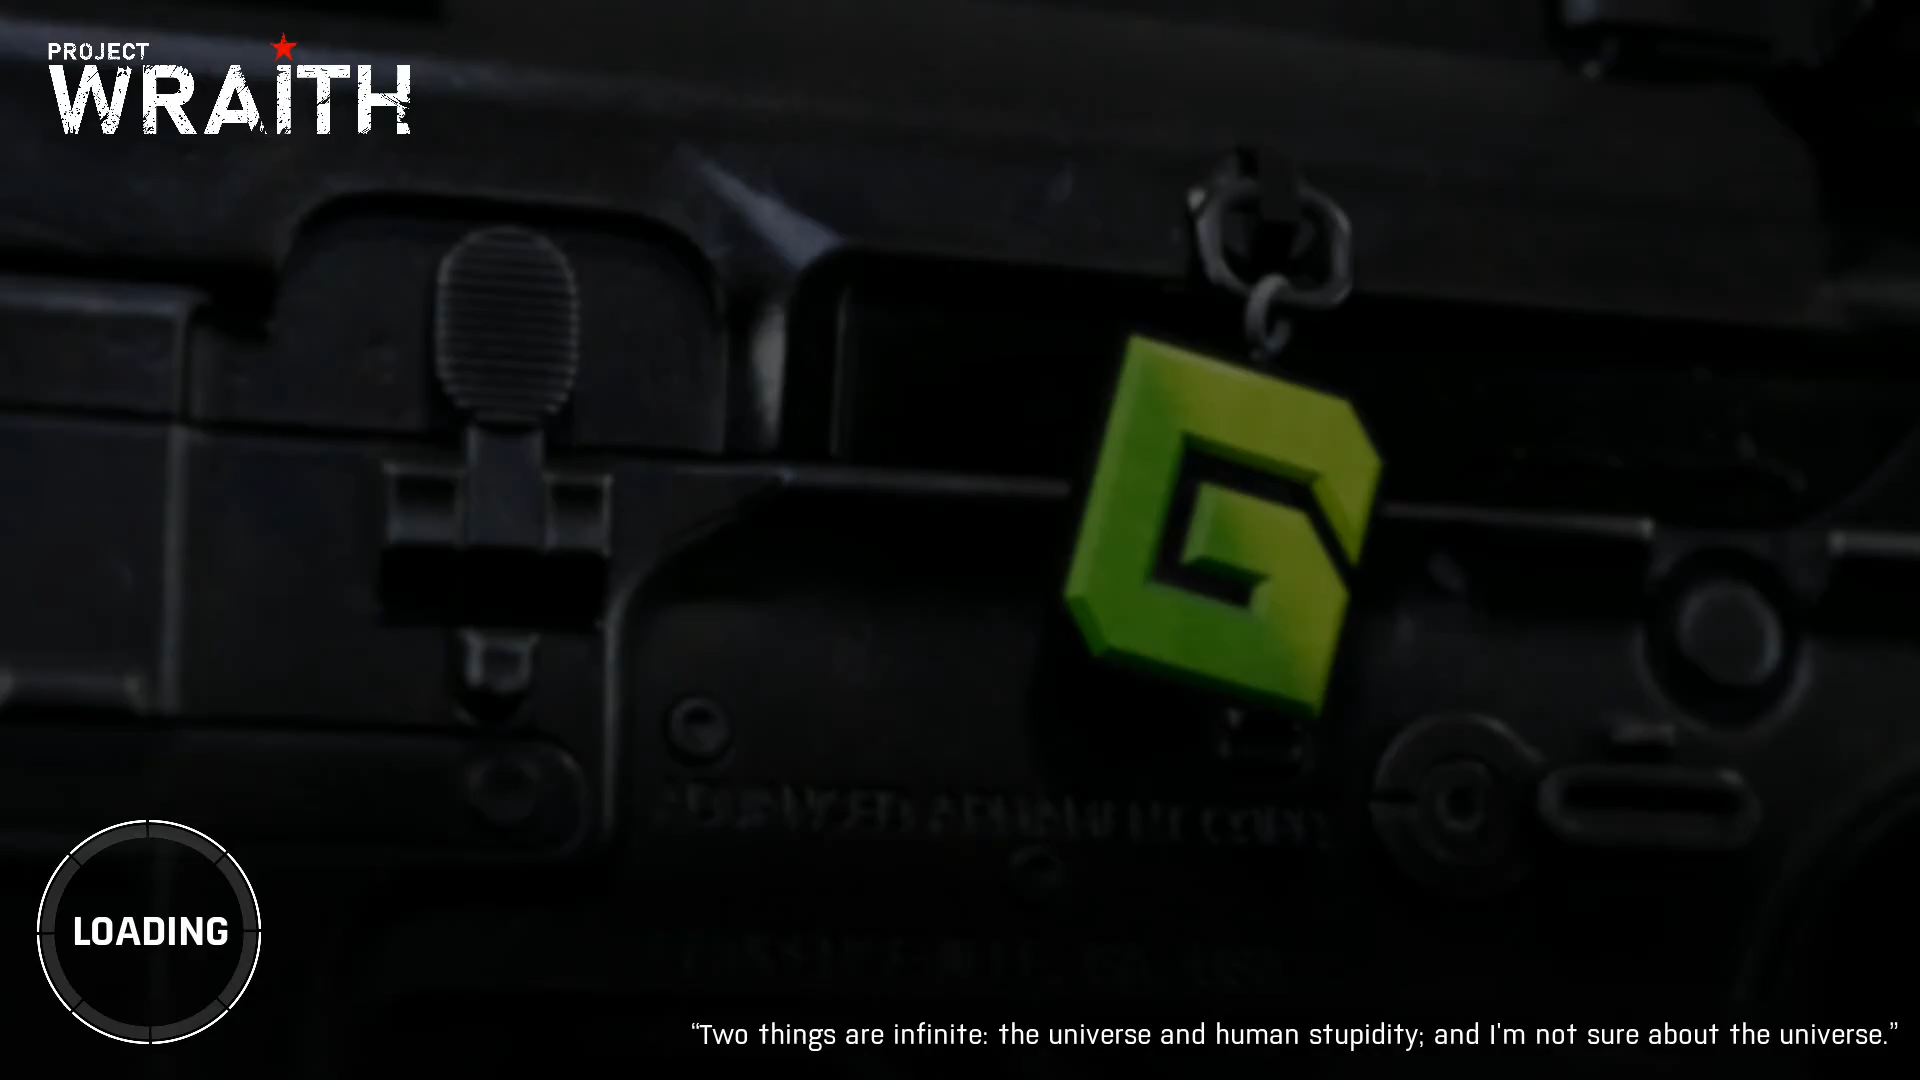 PROJECT
WRAITH
LOADING
“Two things are infinite: the universe and human stupidity; and I'm not sure about the universe.”